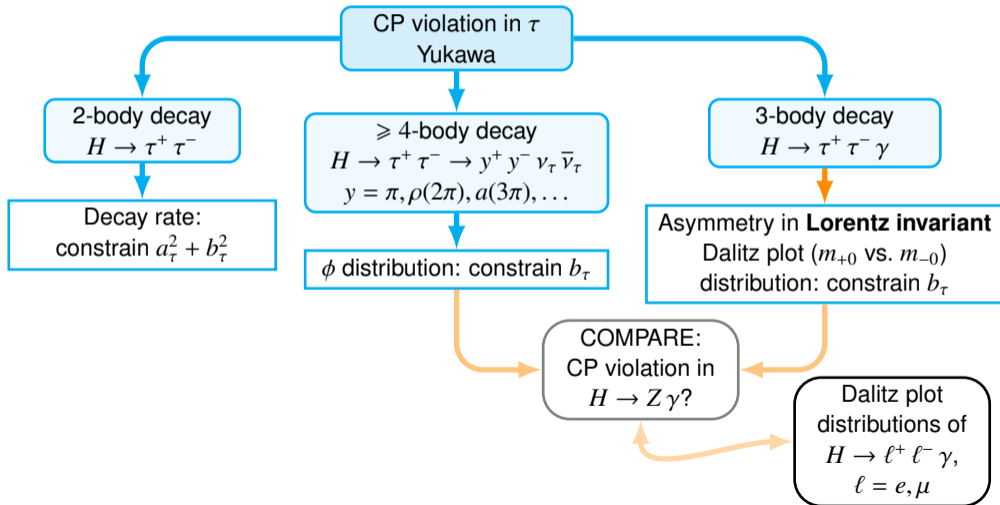 CP violation in τ
Yukawa
2-body decay
H → τ⁺ τ⁻
⩾ 4-body decay
H → τ⁺ τ⁻ → y⁺ y⁻ ν_τ ν̄_τ
y = π, ρ(2π), a(3π), …
3-body decay
H → τ⁺ τ⁻ γ
Decay rate:
constrain a_τ² + b_τ²
ϕ distribution: constrain b_τ
Asymmetry in Lorentz invariant
Dalitz plot (m₊₀ vs. m₋₀)
distribution: constrain b_τ
COMPARE:
CP violation in
H → Z γ?
Dalitz plot
distributions of
H → ℓ⁺ ℓ⁻ γ,
ℓ = e, μ